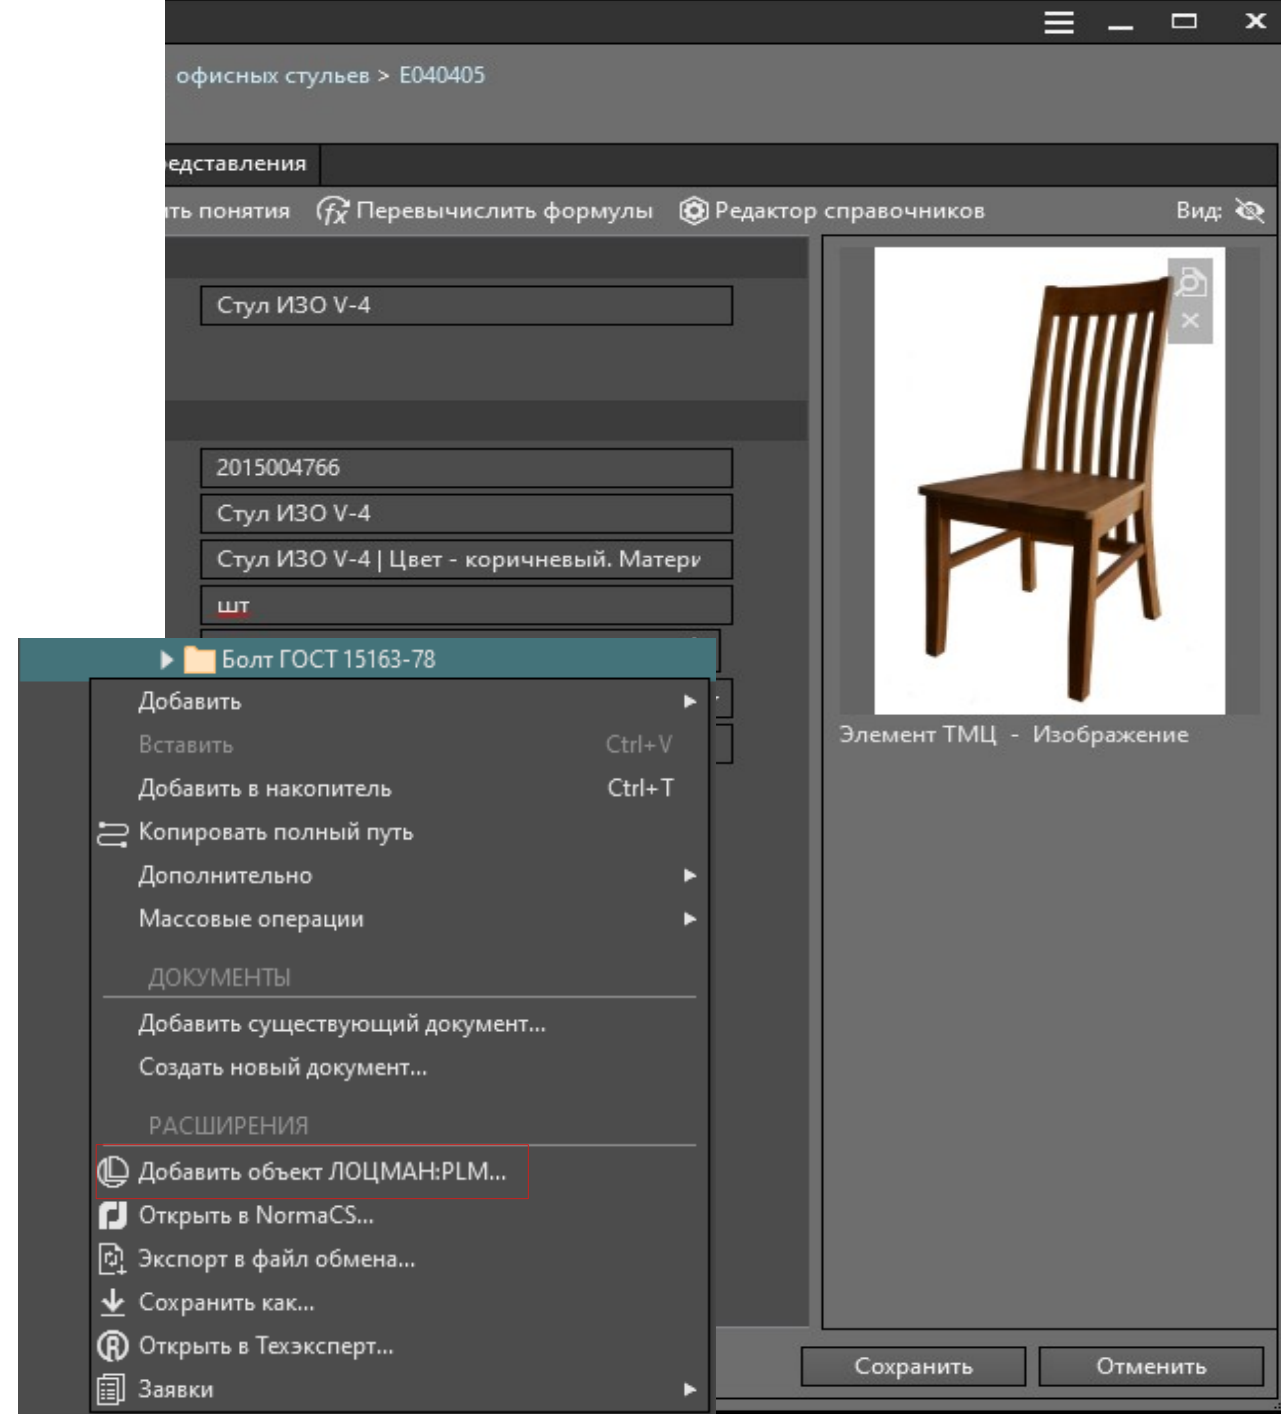 офисных стульев > E040405
едставления
ть понятия Перевычислить формулы Редактор справочников Вид:
Стул ИЗО V-4
2015004766
Стул ИЗО V-4
Стул ИЗО V-4 | Цвет - коричневый. Матери
шт
Элемент ТМЦ - Изображение
Болт ГОСТ 15163-78
Добавить
Вставить Ctrl+V
Добавить в накопитель Ctrl+T
Копировать полный путь
Дополнительно
Массовые операции
ДОКУМЕНТЫ
Добавить существующий документ...
Создать новый документ...
РАСШИРЕНИЯ
Добавить объект ЛОЦМАН:PLM...
Открыть в NormaCS...
Экспорт в файл обмена...
Сохранить как...
Открыть в Техэксперт...
Заявки
Сохранить Отменить